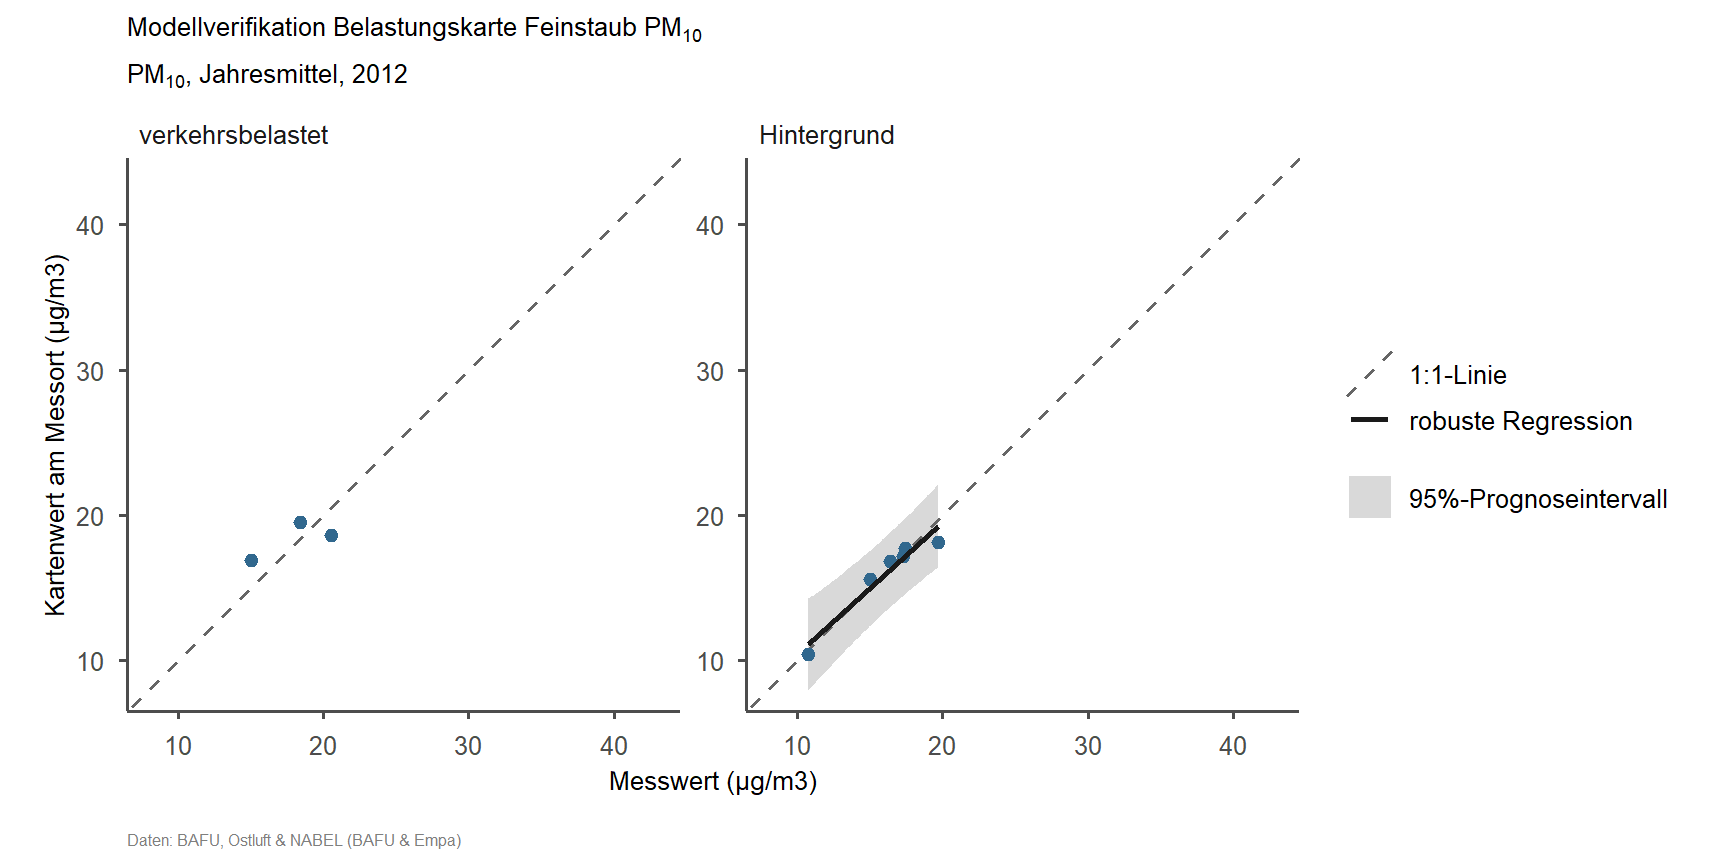 Modellverifikation Belastungskarte Feinstaub PM10
PM10, Jahresmittel, 2012
verkehrsbelastet
Hintergrund
Kartenwert am Messort (µg/m3)
40
30
20
10
40
30
20
10
10
20
30
40
10
20
30
40
Messwert (µg/m3)
1:1-Linie
robuste Regression
95%-Prognoseintervall
Daten: BAFU, Ostluft & NABEL (BAFU & Empa)